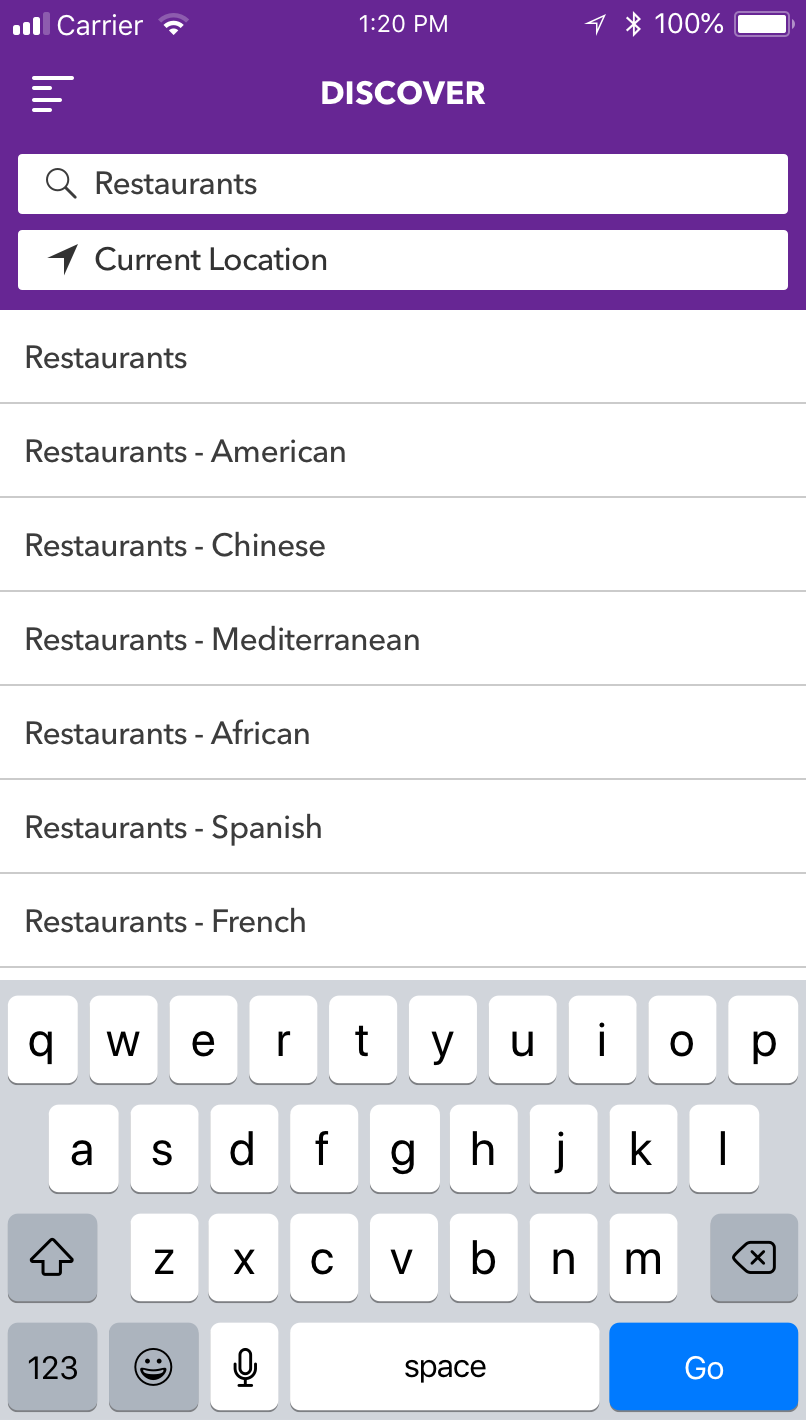 Carrier 1:20 PM 100%
DISCOVER
Restaurants
Current Location
Restaurants
Restaurants - American
Restaurants - Chinese
Restaurants - Mediterranean
Restaurants - African
Restaurants - Spanish
Restaurants - French
q w e r t y u i o p
a s d f g h j k l
z x c v b n m
123 space Go